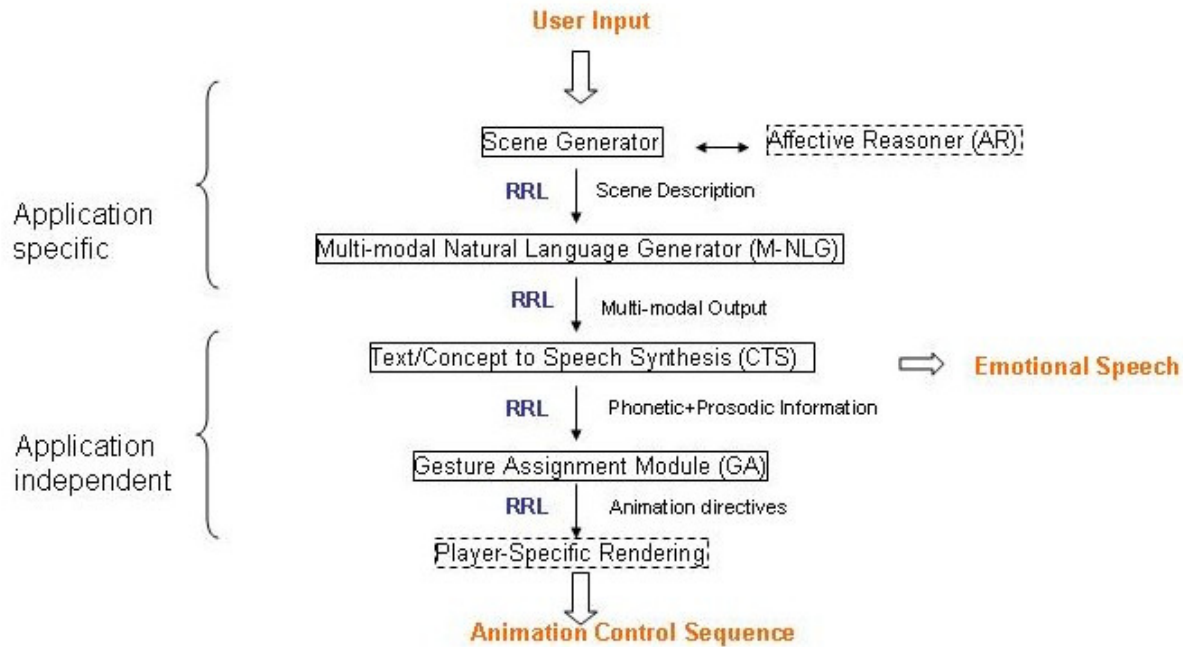 User Input
Scene Generator
Affective Reasoner (AR)
RRL
Scene Description
Application
specific
Multi-modal Natural Language Generator (M-NLG)
RRL
Multi-modal Output
Text/Concept to Speech Synthesis (CTS)
Emotional Speech
RRL
Phonetic+Prosodic Information
Application
independent
Gesture Assignment Module (GA)
RRL
Animation directives
Player-Specific Rendering
Animation Control Sequence